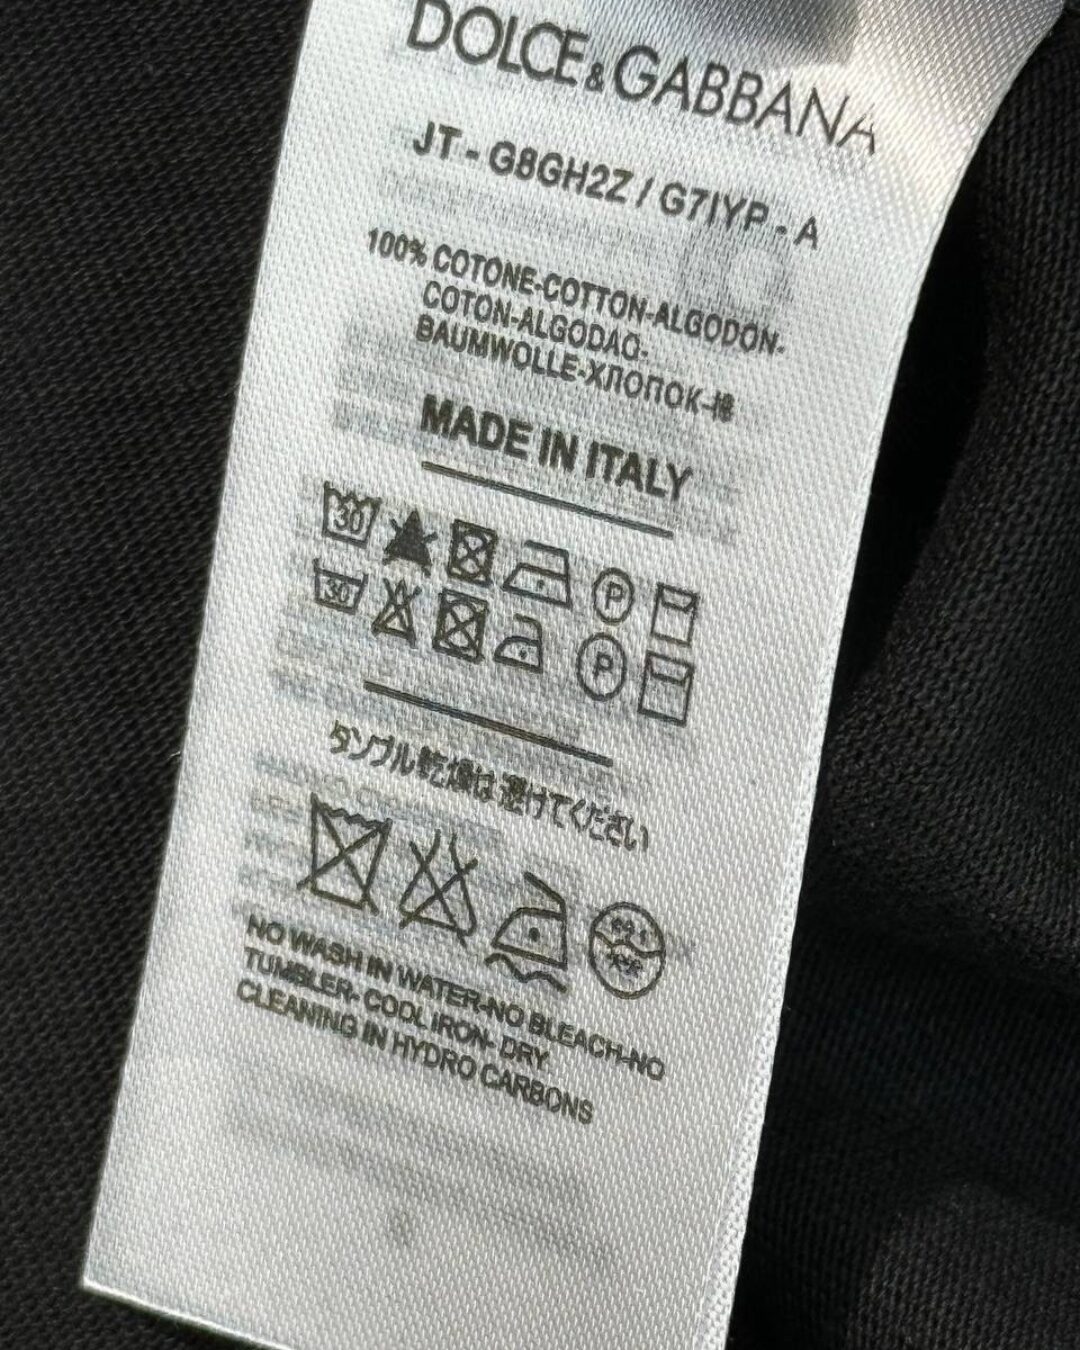 DOLCE&GABBANA
JT - G8GH2Z / G7IYP - A
100% COTONE-COTTON-ALGODON-
COTON-ALGODAO-
BAUMWOLLE-ХЛОПОК-棉
MADE IN ITALY
30 P
30 P
タンブル乾燥は避けてください
NO WASH IN WATER-NO BLEACH-NO
TUMBLER- COOL IRON- DRY
CLEANING IN HYDRO CARBONS